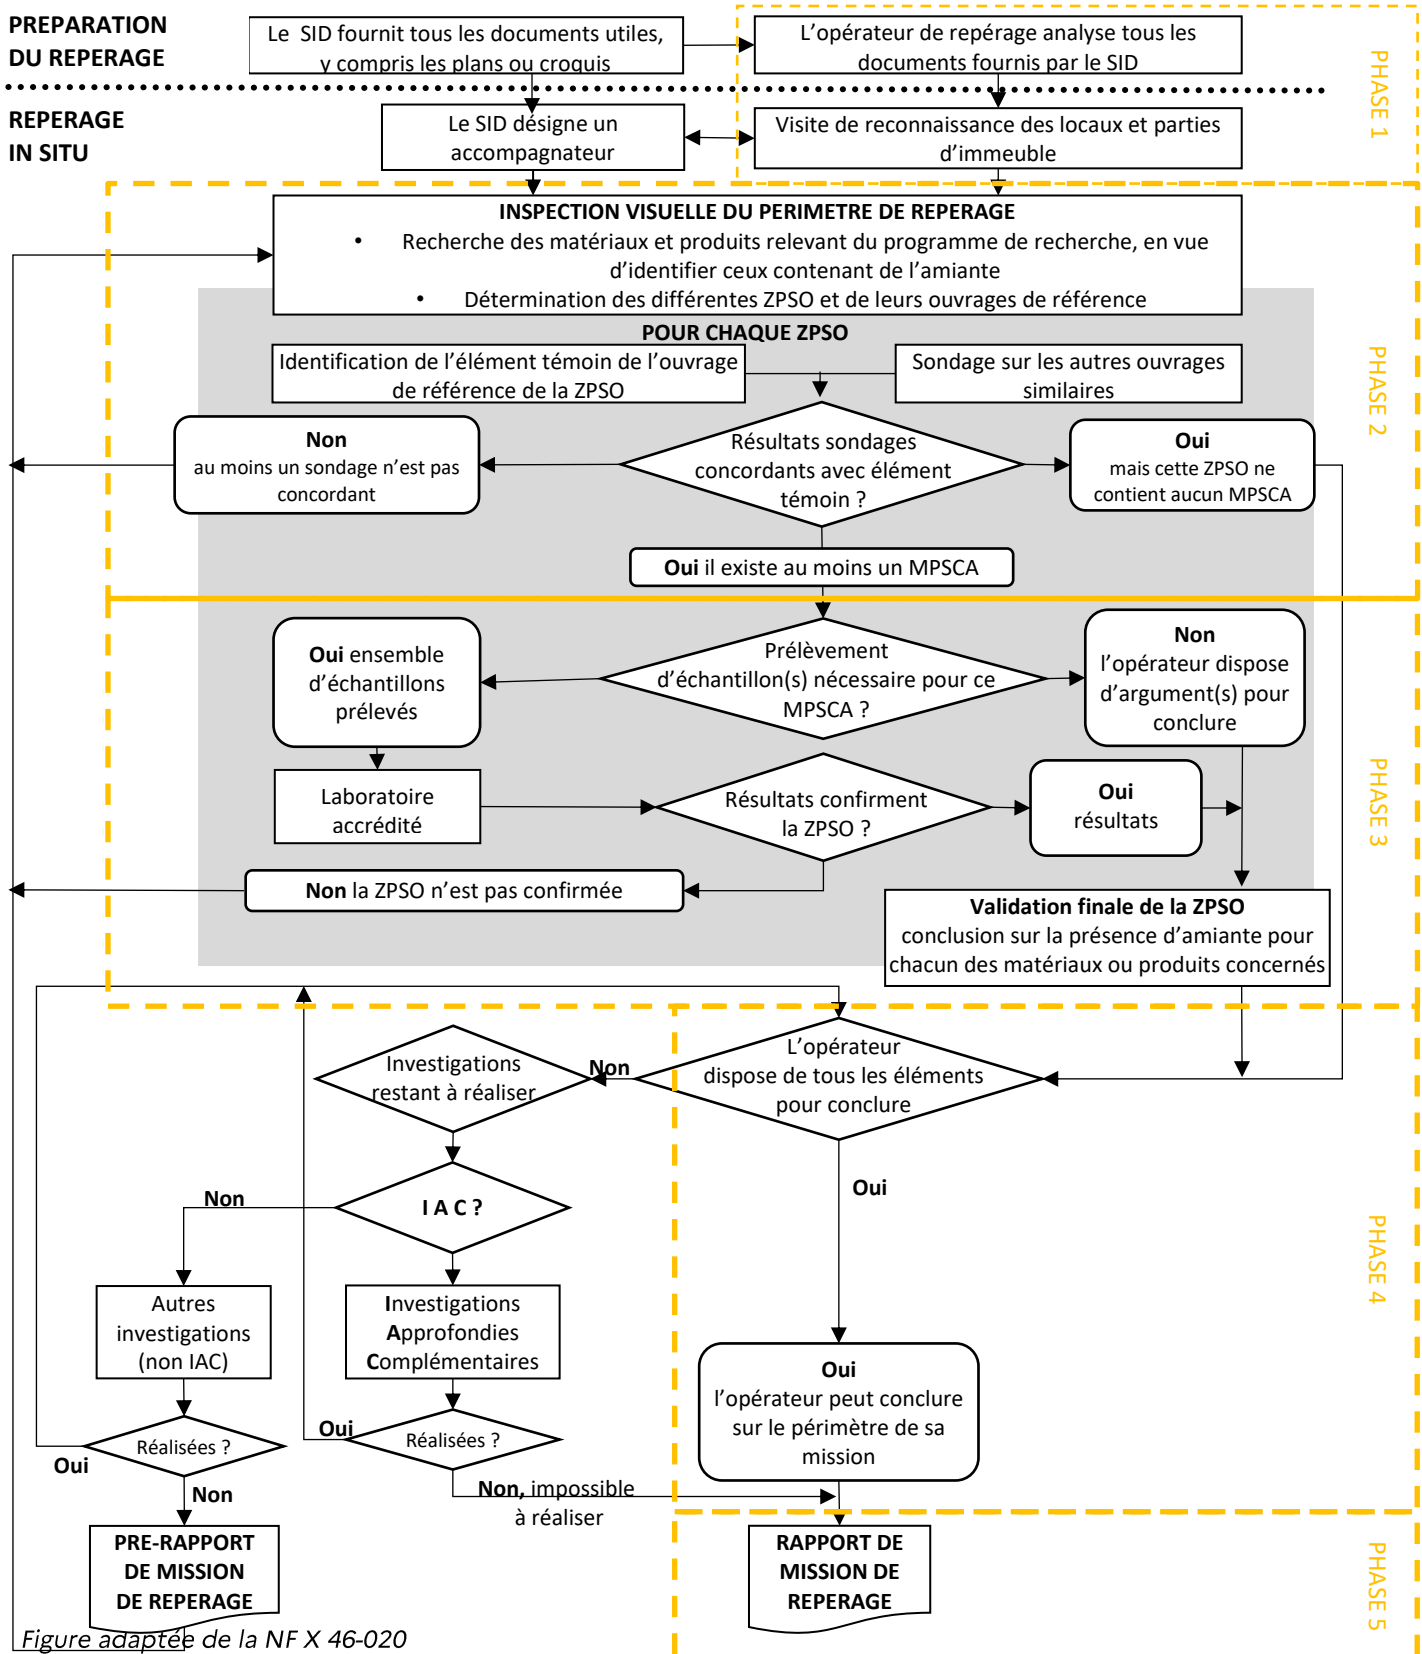 PREPARATION
DU REPERAGE
Le SID fournit tous les documents utiles,
y compris les plans ou croquis
L'opérateur de repérage analyse tous les
documents fournis par le SID
PHASE 1
REPERAGE
IN SITU
Le SID désigne un
accompagnateur
Visite de reconnaissance des locaux et parties
d'immeuble
INSPECTION VISUELLE DU PERIMETRE DE REPERAGE
• Recherche des matériaux et produits relevant du programme de recherche, en vue
d'identifier ceux contenant de l'amiante
• Détermination des différentes ZPSO et de leurs ouvrages de référence
POUR CHAQUE ZPSO
Identification de l'élément témoin de l'ouvrage
de référence de la ZPSO
Sondage sur les autres ouvrages
similaires
PHASE 2
Non
au moins un sondage n'est pas
concordant
Résultats sondages
concordants avec élément
témoin ?
Oui
mais cette ZPSO ne
contient aucun MPSCA
Oui il existe au moins un MPSCA
Oui ensemble
d'échantillons
prélevés
Prélèvement
d'échantillon(s) nécessaire pour ce
MPSCA ?
Non
l'opérateur dispose
d'argument(s) pour
conclure
PHASE 3
Laboratoire
accrédité
Résultats confirment
la ZPSO ?
Oui
résultats
Non la ZPSO n'est pas confirmée
Validation finale de la ZPSO
conclusion sur la présence d'amiante pour
chacun des matériaux ou produits concernés
Investigations
restant à réaliser
Non
L'opérateur
dispose de tous les éléments
pour conclure
Oui
Non
I A C ?
PHASE 4
Autres
investigations
(non IAC)
Investigations
Approfondies
Complémentaires
Oui
l'opérateur peut conclure
sur le périmètre de sa
mission
Réalisées ?
Oui
Non
Oui
Réalisées ?
Non, impossible
à réaliser
PRE-RAPPORT
DE MISSION
DE REPERAGE
RAPPORT DE
MISSION DE
REPERAGE
PHASE 5
Figure adaptée de la NF X 46-020